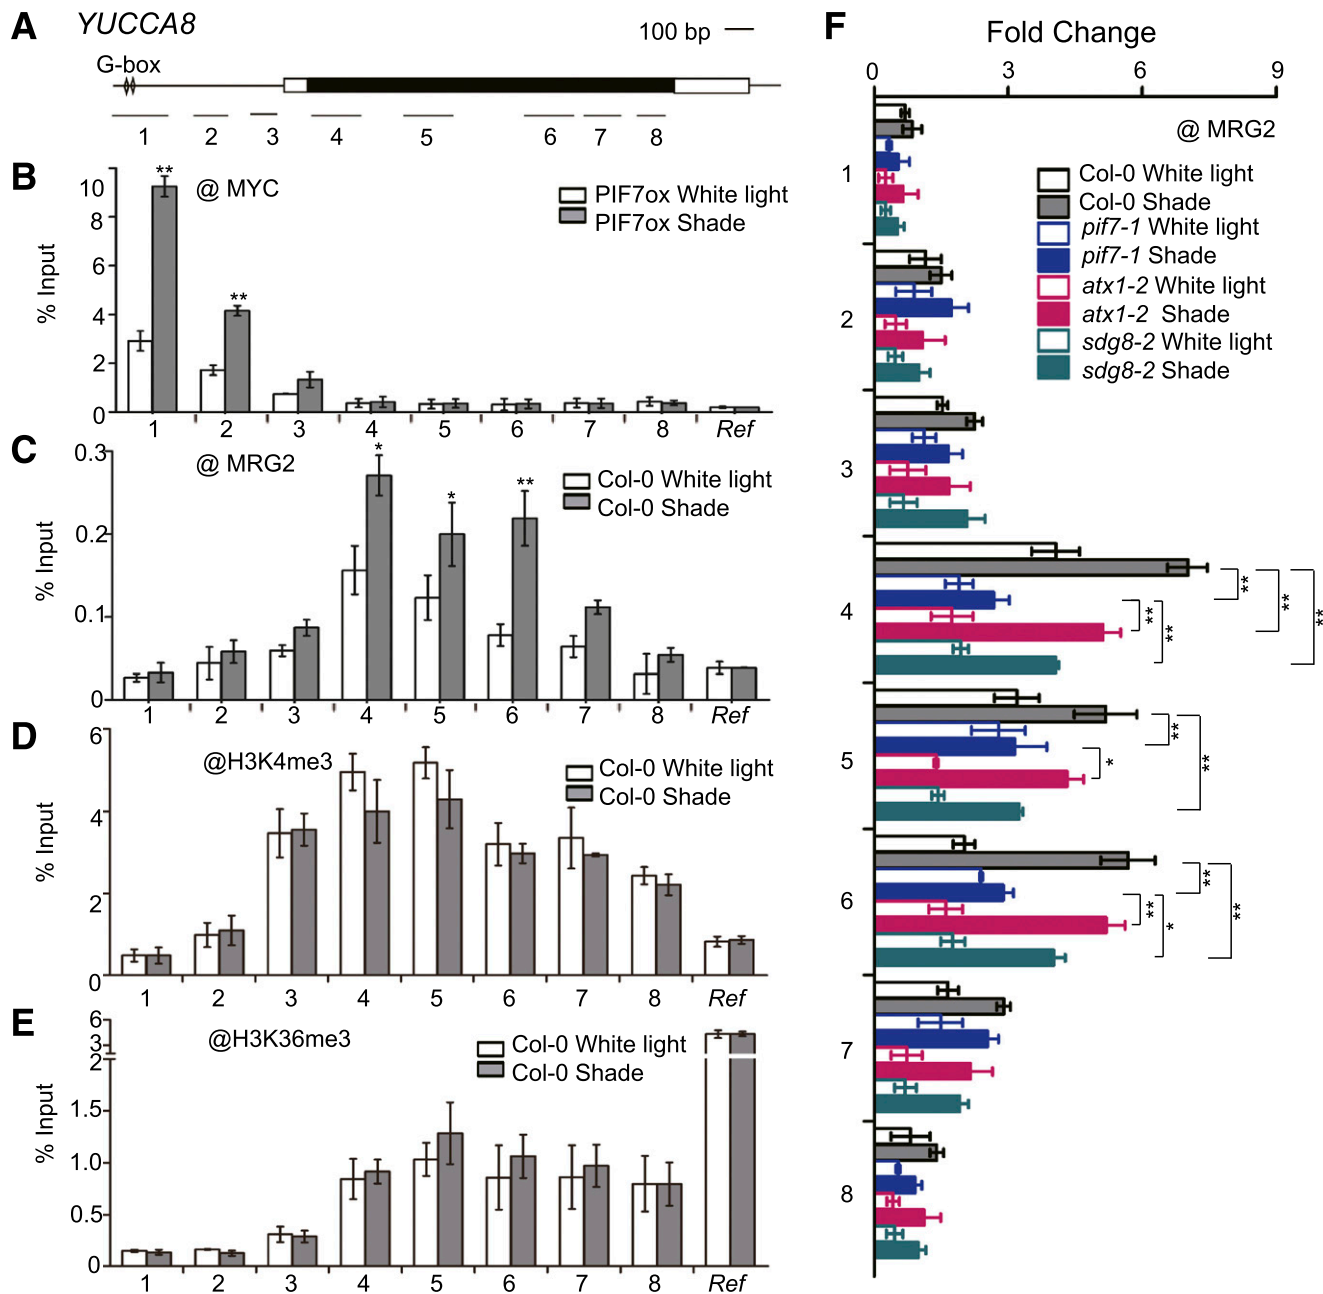 A YUCCA8
100 bp
G-box
1 2 3 4 5 6 7 8
B
@ MYC
**
**
PIF7ox White light
PIF7ox Shade
% Input
10
8
6
4
2
0
1 2 3 4 5 6 7 8 Ref
C
@ MRG2
*
*
**
Col-0 White light
Col-0 Shade
% Input
0.3
0.2
0.1
0
1 2 3 4 5 6 7 8 Ref
D
@H3K4me3
Col-0 White light
Col-0 Shade
% Input
6
4
2
0
1 2 3 4 5 6 7 8 Ref
E
@H3K36me3
Col-0 White light
Col-0 Shade
% Input
6
3
2
1.5
1.0
0.5
0
1 2 3 4 5 6 7 8 Ref
F
Fold Change
0 3 6 9
@ MRG2
Col-0 White light
Col-0 Shade
pif7-1 White light
pif7-1 Shade
atx1-2 White light
atx1-2 Shade
sdg8-2 White light
sdg8-2 Shade
1
2
3
4
** ** ** ** **
5
** ** *
6
** ** ** *
7
8